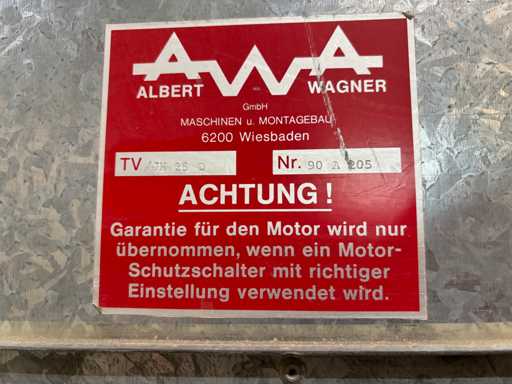 AWA
ALBERT WAGNER
GmbH
MASCHINEN u. MONTAGEBAU
6200 Wiesbaden
TV 25 Nr. 90 A 205
ACHTUNG!
Garantie für den Motor wird nur
übernommen, wenn ein Motor-
Schutzschalter mit richtiger
Einstellung verwendet wird.